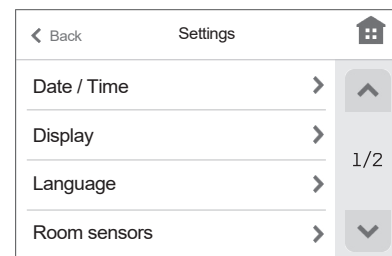 Back
Settings
Date / Time
Display
1/2
Language
Room sensors